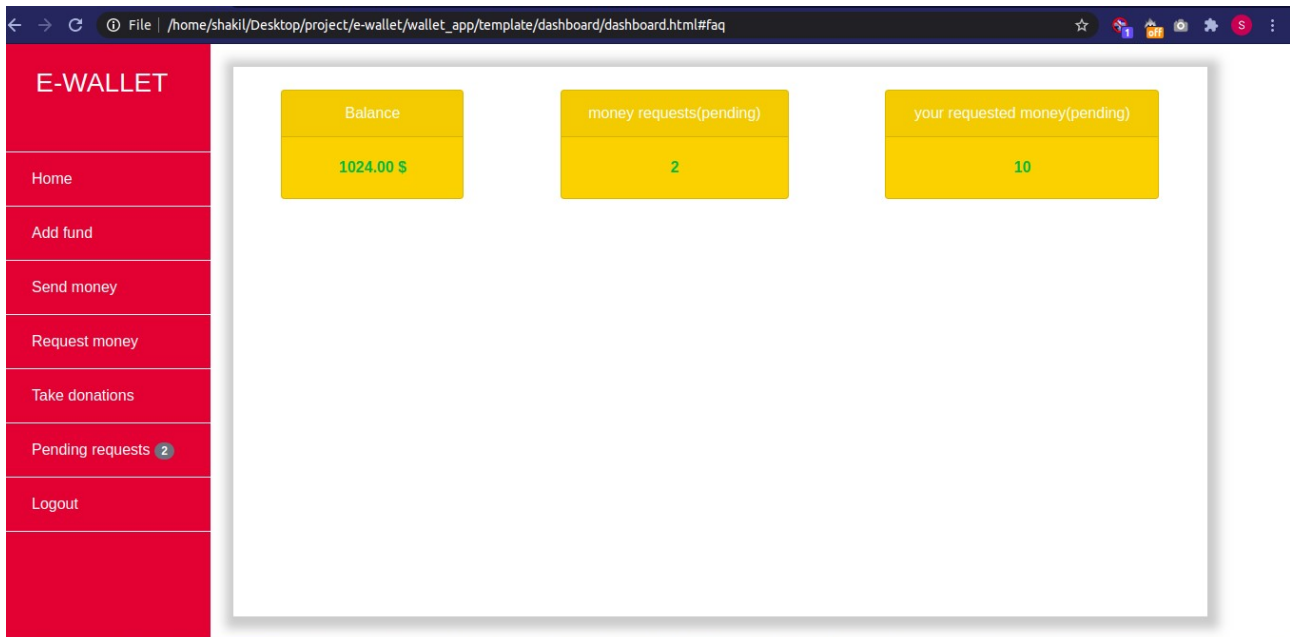 File | /home/shakil/Desktop/project/e-wallet/wallet_app/template/dashboard/dashboard.html#faq
1
off
S
E-WALLET
Home
Add fund
Send money
Request money
Take donations
Pending requests 2
Logout
Balance
1024.00 $
money requests(pending)
2
your requested money(pending)
10